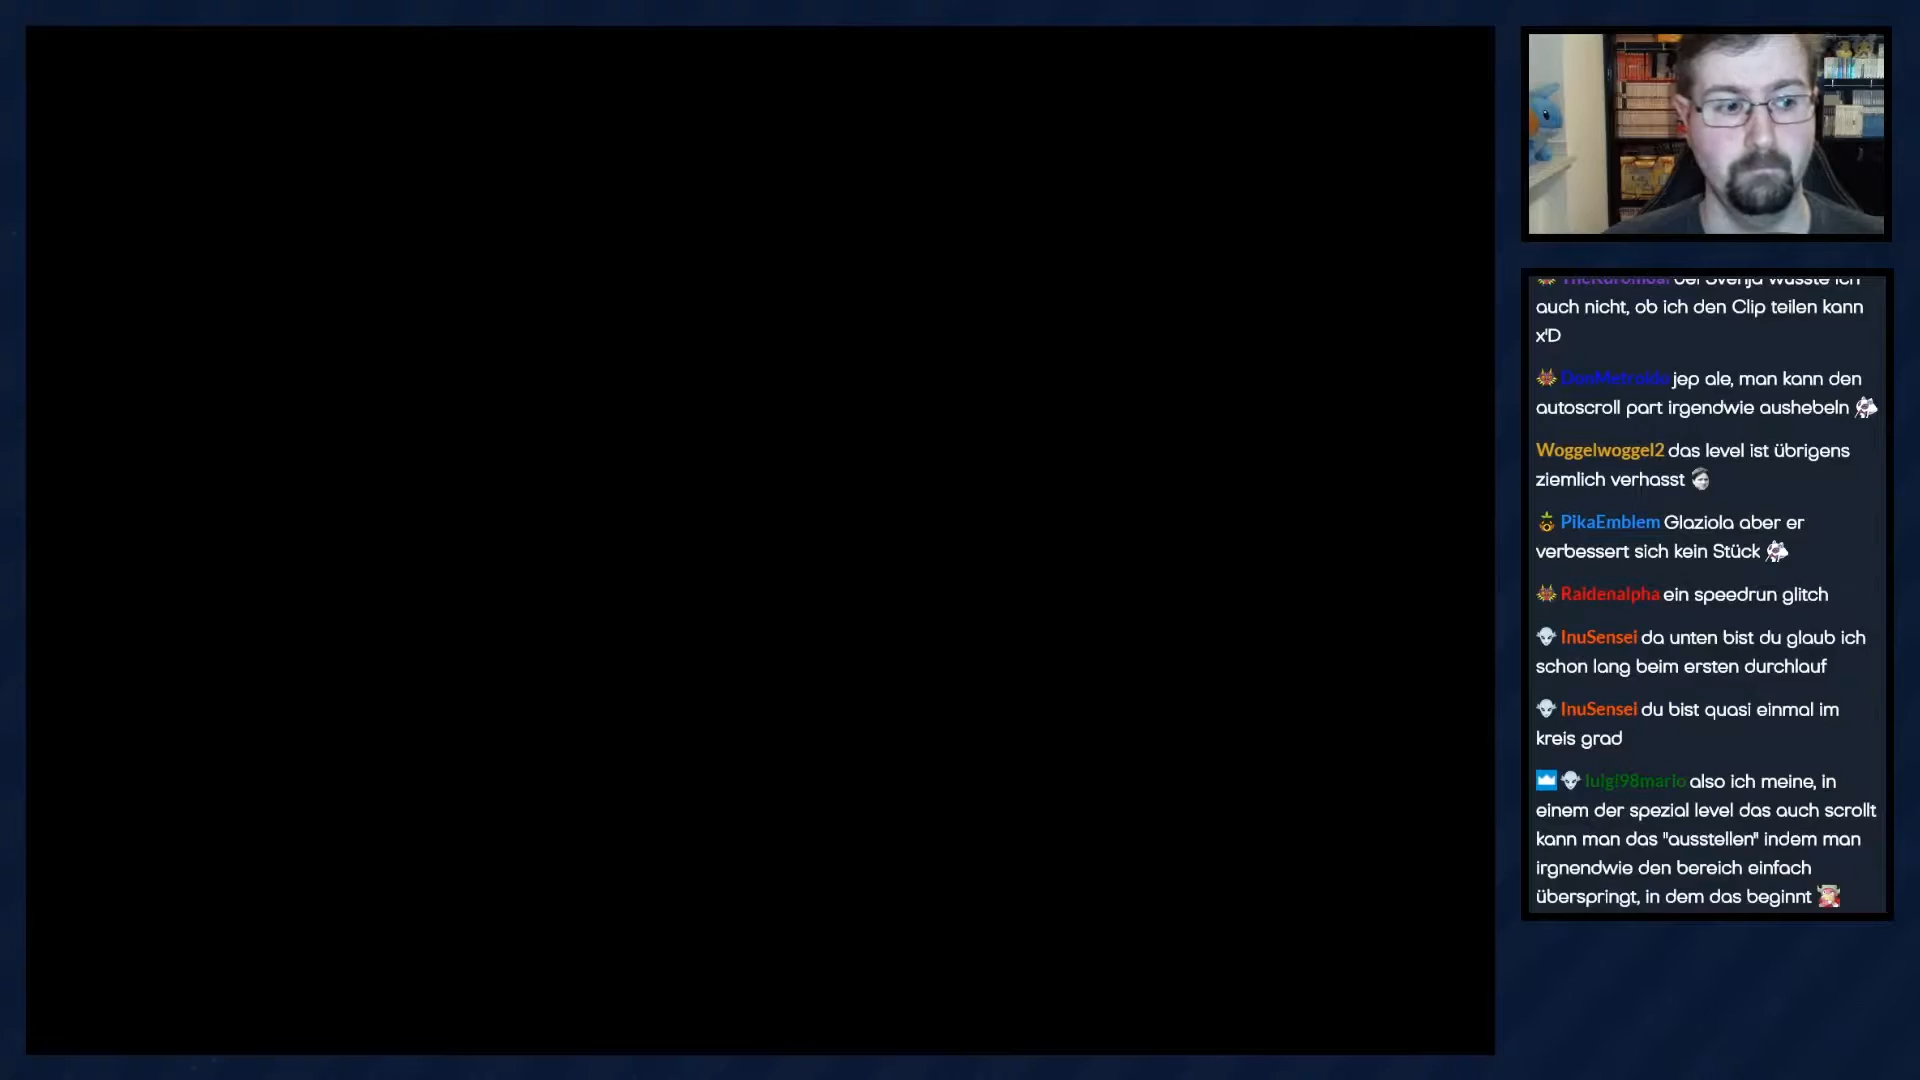 auch nicht, ob ich den Clip teilen kann
x'D
DonMetroido jep ale, man kann den
autoscroll part irgendwie aushebeln
Woggelwoggel2 das level ist übrigens
ziemlich verhasst
PikaEmblem Glaziola aber er
verbessert sich kein Stück
Raidenalpha ein speedrun glitch
InuSensei da unten bist du glaub ich
schon lang beim ersten durchlauf
InuSensei du bist quasi einmal im
kreis grad
luigi98mario also ich meine, in
einem der spezial level das auch scrollt
kann man das "ausstellen" indem man
irgnendwie den bereich einfach
überspringt, in dem das beginnt